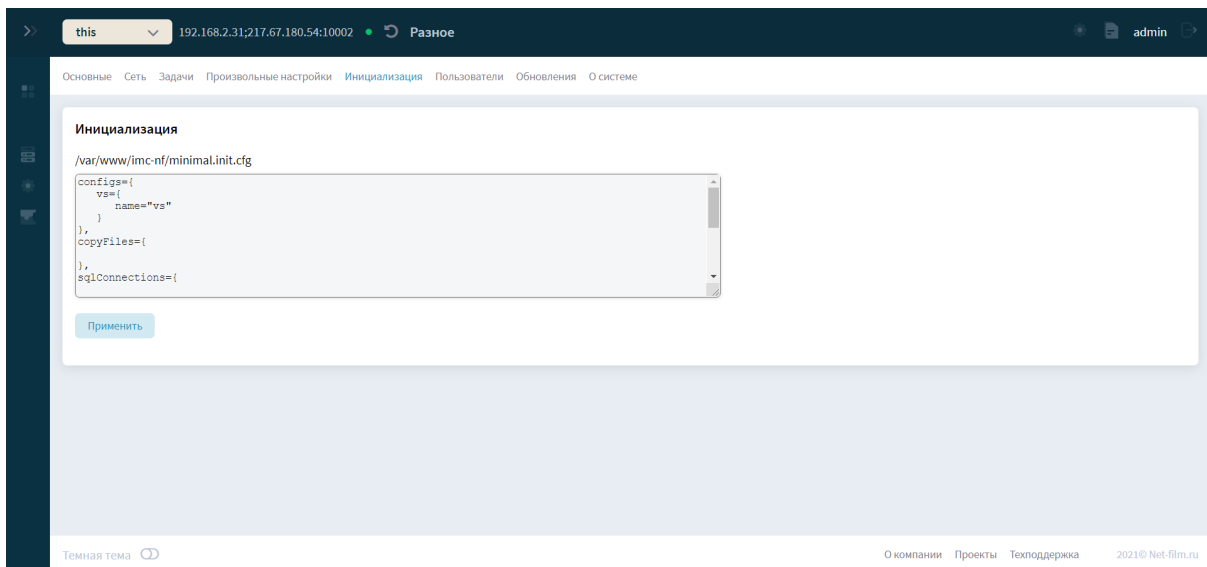 this 192.168.2.31;217.67.180.54:10002 Разное admin
Основные Сеть Задачи Произвольные настройки Инициализация Пользователи Обновления О системе
Инициализация
/var/www/imc-nf/minimal.init.cfg
configs={
vs={
name="vs"
}
},
copyFiles={
},
sqlConnections={
Применить
Темная тема О компании Проекты Техподдержка 2021© Net-film.ru